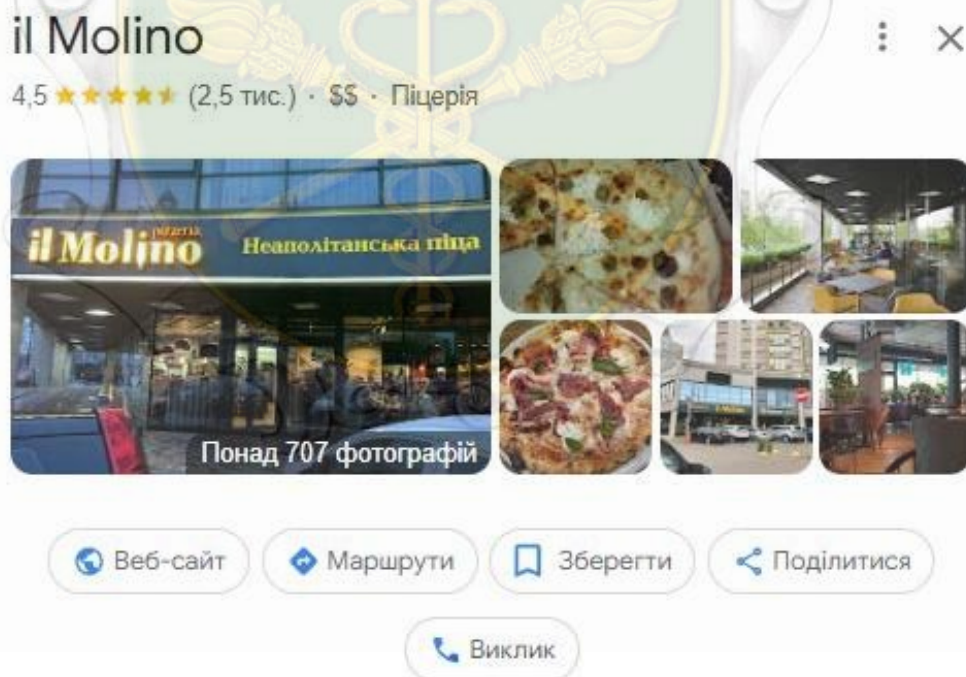 il Molino
4,5 (2,5 тис.) · $$ · Піцерія
pizzeria
il Molino Неаполітанська піца
Понад 707 фотографій
Веб-сайт Маршрути Зберегти Поділитися
Виклик